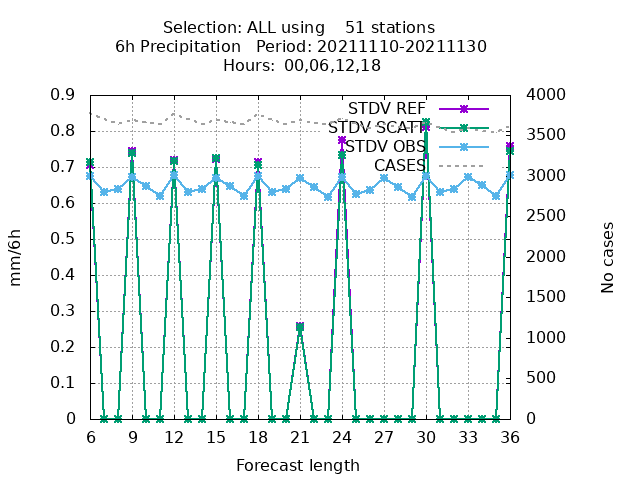 Selection: ALL using    51 stations
6h Precipitation   Period: 20211110-20211130
Hours:  00,06,12,18
STDV REF
STDV SCATT
STDV OBS
CASES
0.9
0.8
0.7
0.6
0.5
0.4
0.3
0.2
0.1
0
4000
3500
3000
2500
2000
1500
1000
500
0
mm/6h
No cases
6 9 12 15 18 21 24 27 30 33 36
Forecast length